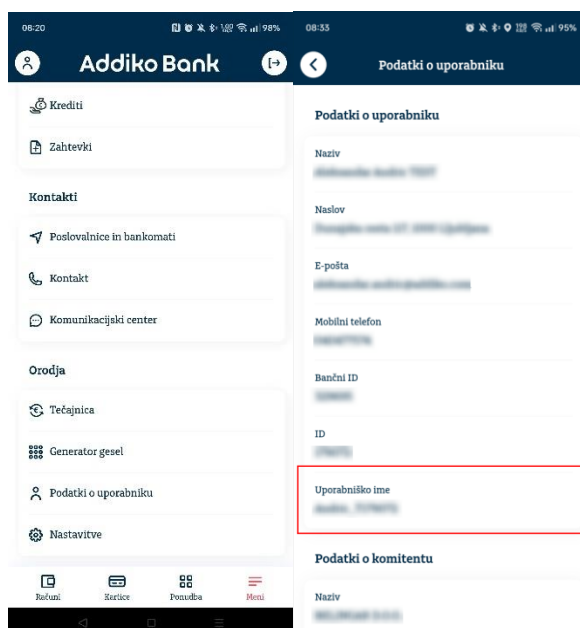 08:20
98%
Addiko Bank
Krediti
Zahtevki
Kontakti
Poslovalnice in bankomati
Kontakt
Komunikacijski center
Orodja
Tečajnica
Generator gesel
Podatki o uporabniku
Nastavitve
Računi
Kartice
Ponudba
Meni
08:33
95%
Podatki o uporabniku
Podatki o uporabniku
Naziv
Naslov
E-pošta
Mobilni telefon
Bančni ID
ID
Uporabniško ime
Podatki o komitentu
Naziv